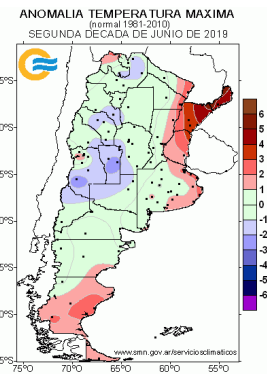 ANOMALIA TEMPERATURA MAXIMA
(normal 1981-2010)
SEGUNDA DECADA DE JUNIO DE 2019
6
5
4
3
2
1
0
-1
-2
-3
-4
-5
-6
www.smn.gov.ar/serviciosclimaticos
75°W
70°W
65°W
60°W
55°W